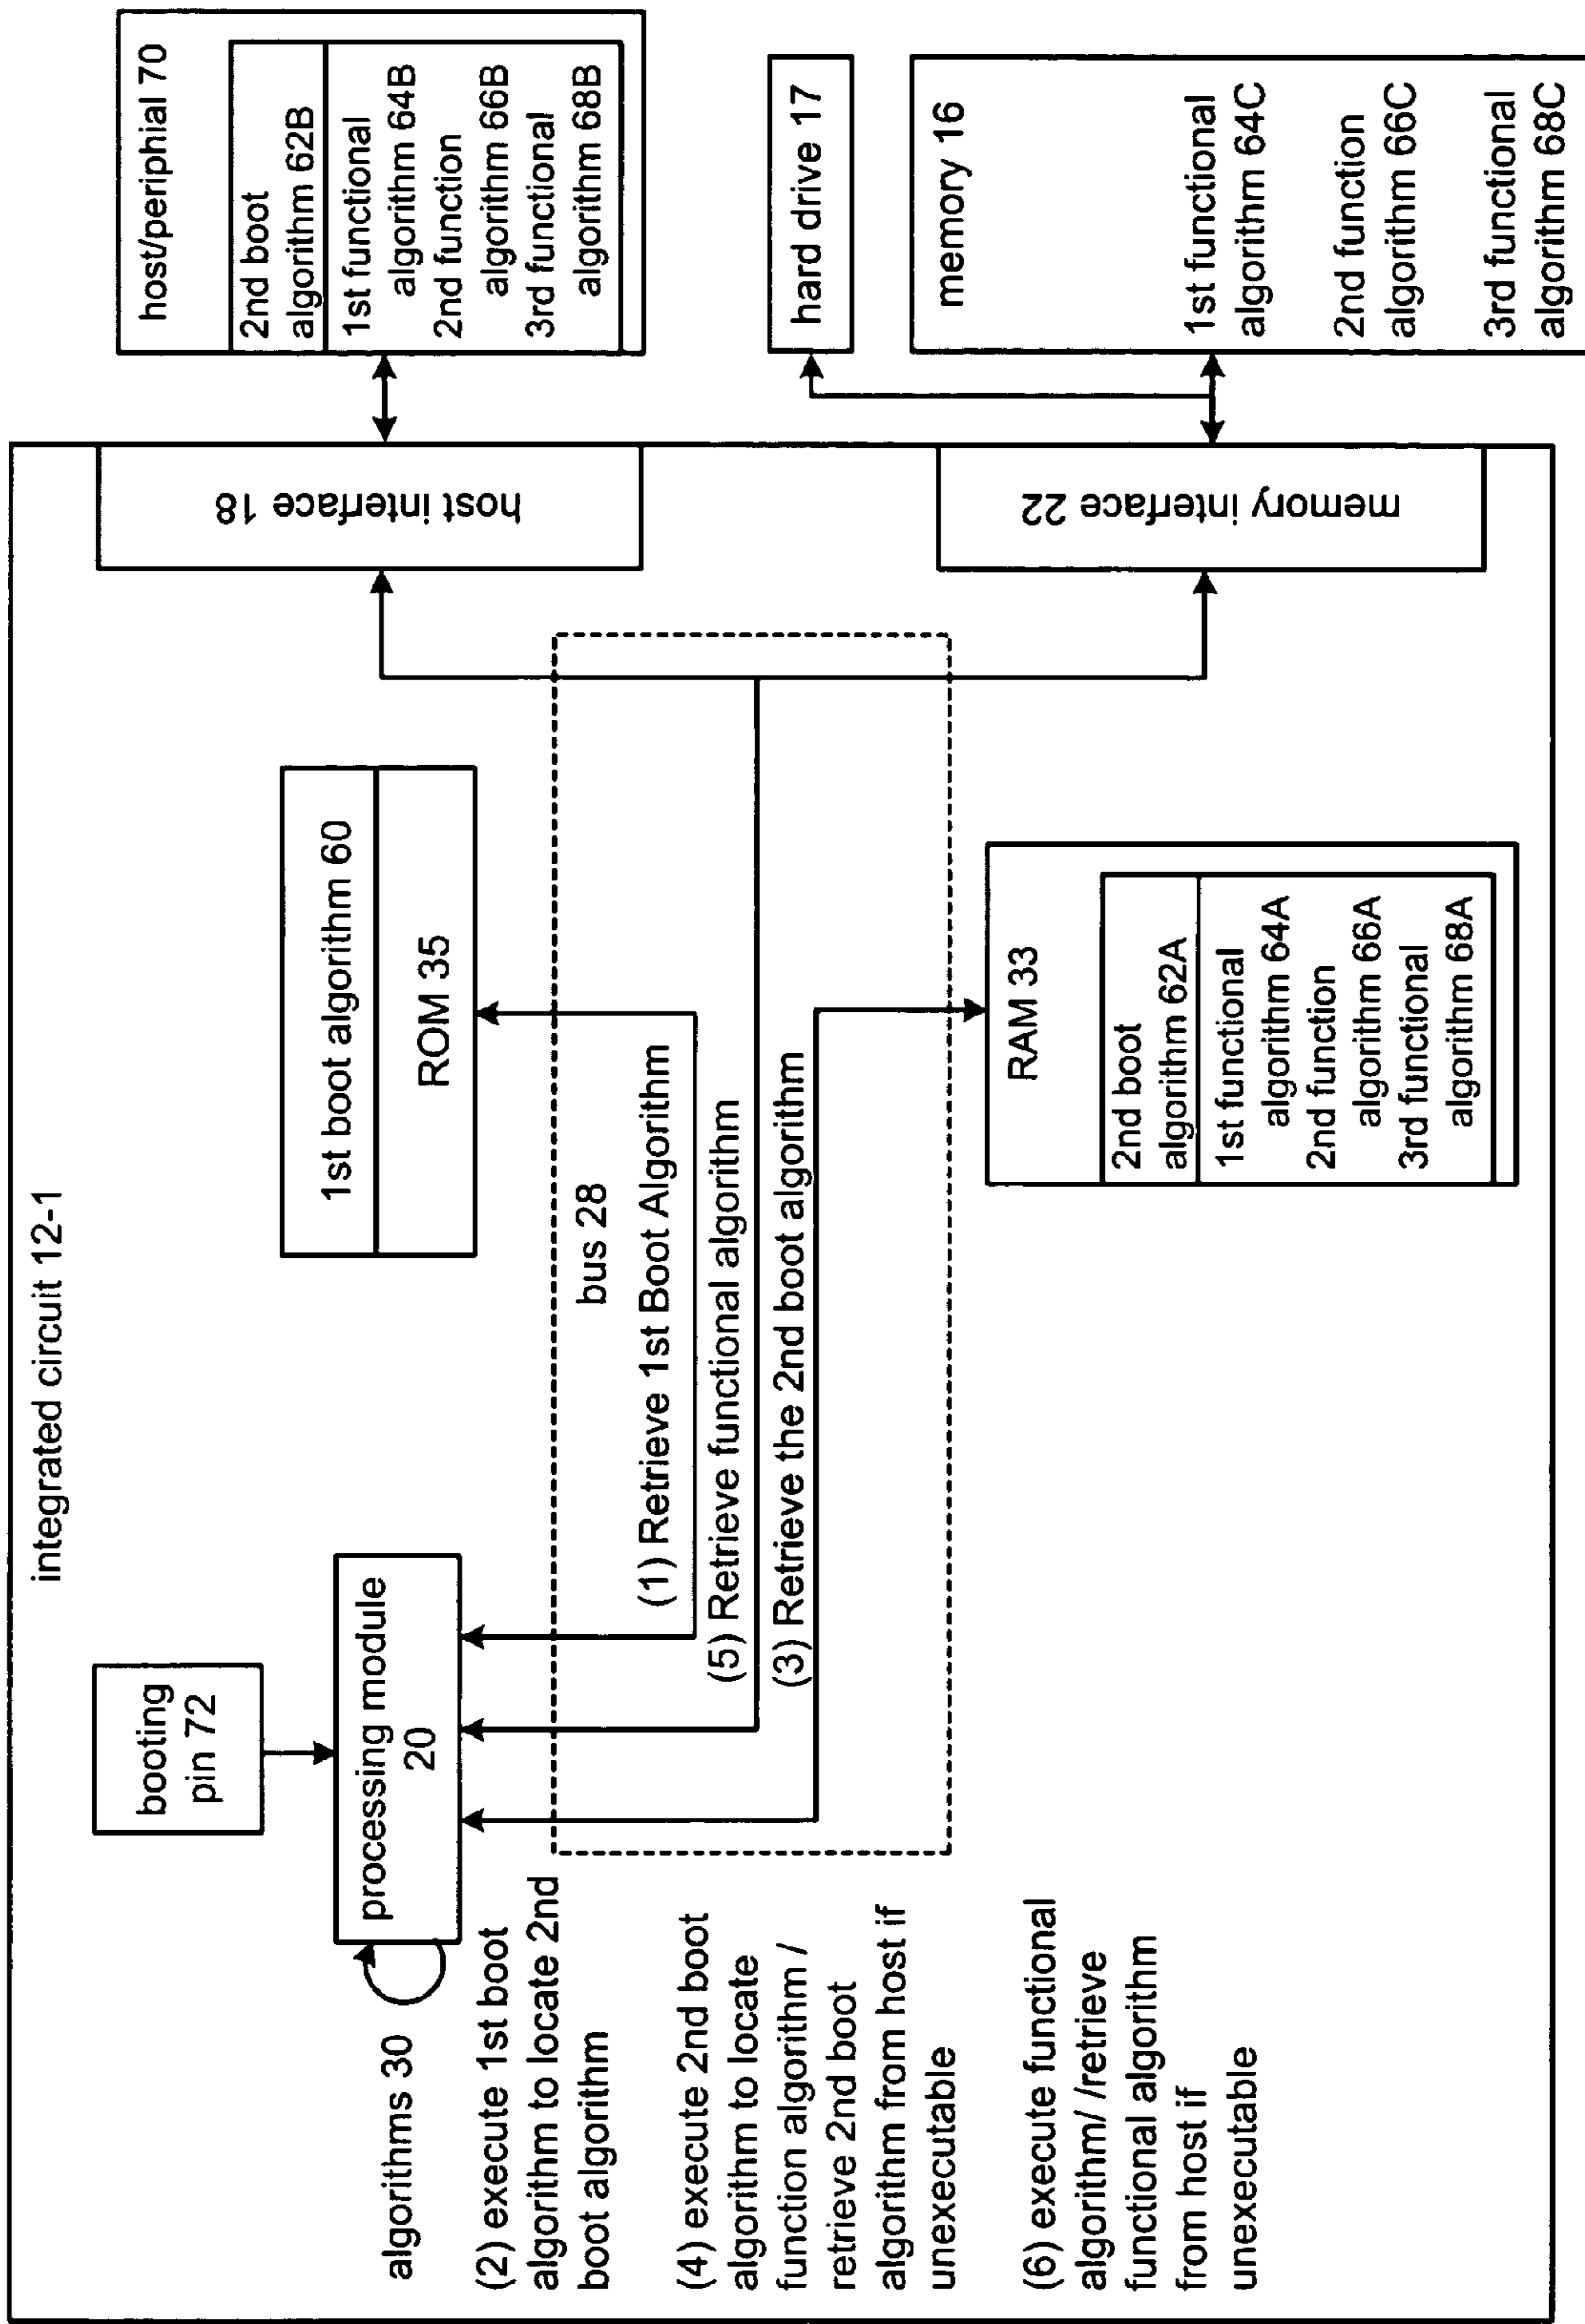 integrated circuit 12-1
booting
pin 72
processing module
20
algorithms 30
(2) execute 1st boot
algorithm to locate 2nd
boot algorithm
(4) execute 2nd boot
algorithm to locate
function algorithm /
retrieve 2nd boot
algorithm from host if
unexecutable
(6) execute functional
algorithm/ /retrieve
functional algorithm
from host if
unexecutable
1st boot algorithm 60
ROM 35
bus 28
(1) Retrieve 1st Boot Algorithm
(5) Retrieve functional algorithm
(3) Retrieve the 2nd boot algorithm
RAM 33
2nd boot
algorithm 62A
1st functional
algorithm 64A
2nd function
algorithm 66A
3rd functional
algorithm 68A
host interface 18
memory interface 22
host/periphial 70
2nd boot
algorithm 62B
1st functional
algorithm 64B
2nd function
algorithm 66B
3rd functional
algorithm 68B
hard drive 17
memory 16
1st functional
algorithm 64C
2nd function
algorithm 66C
3rd functional
algorithm 68C